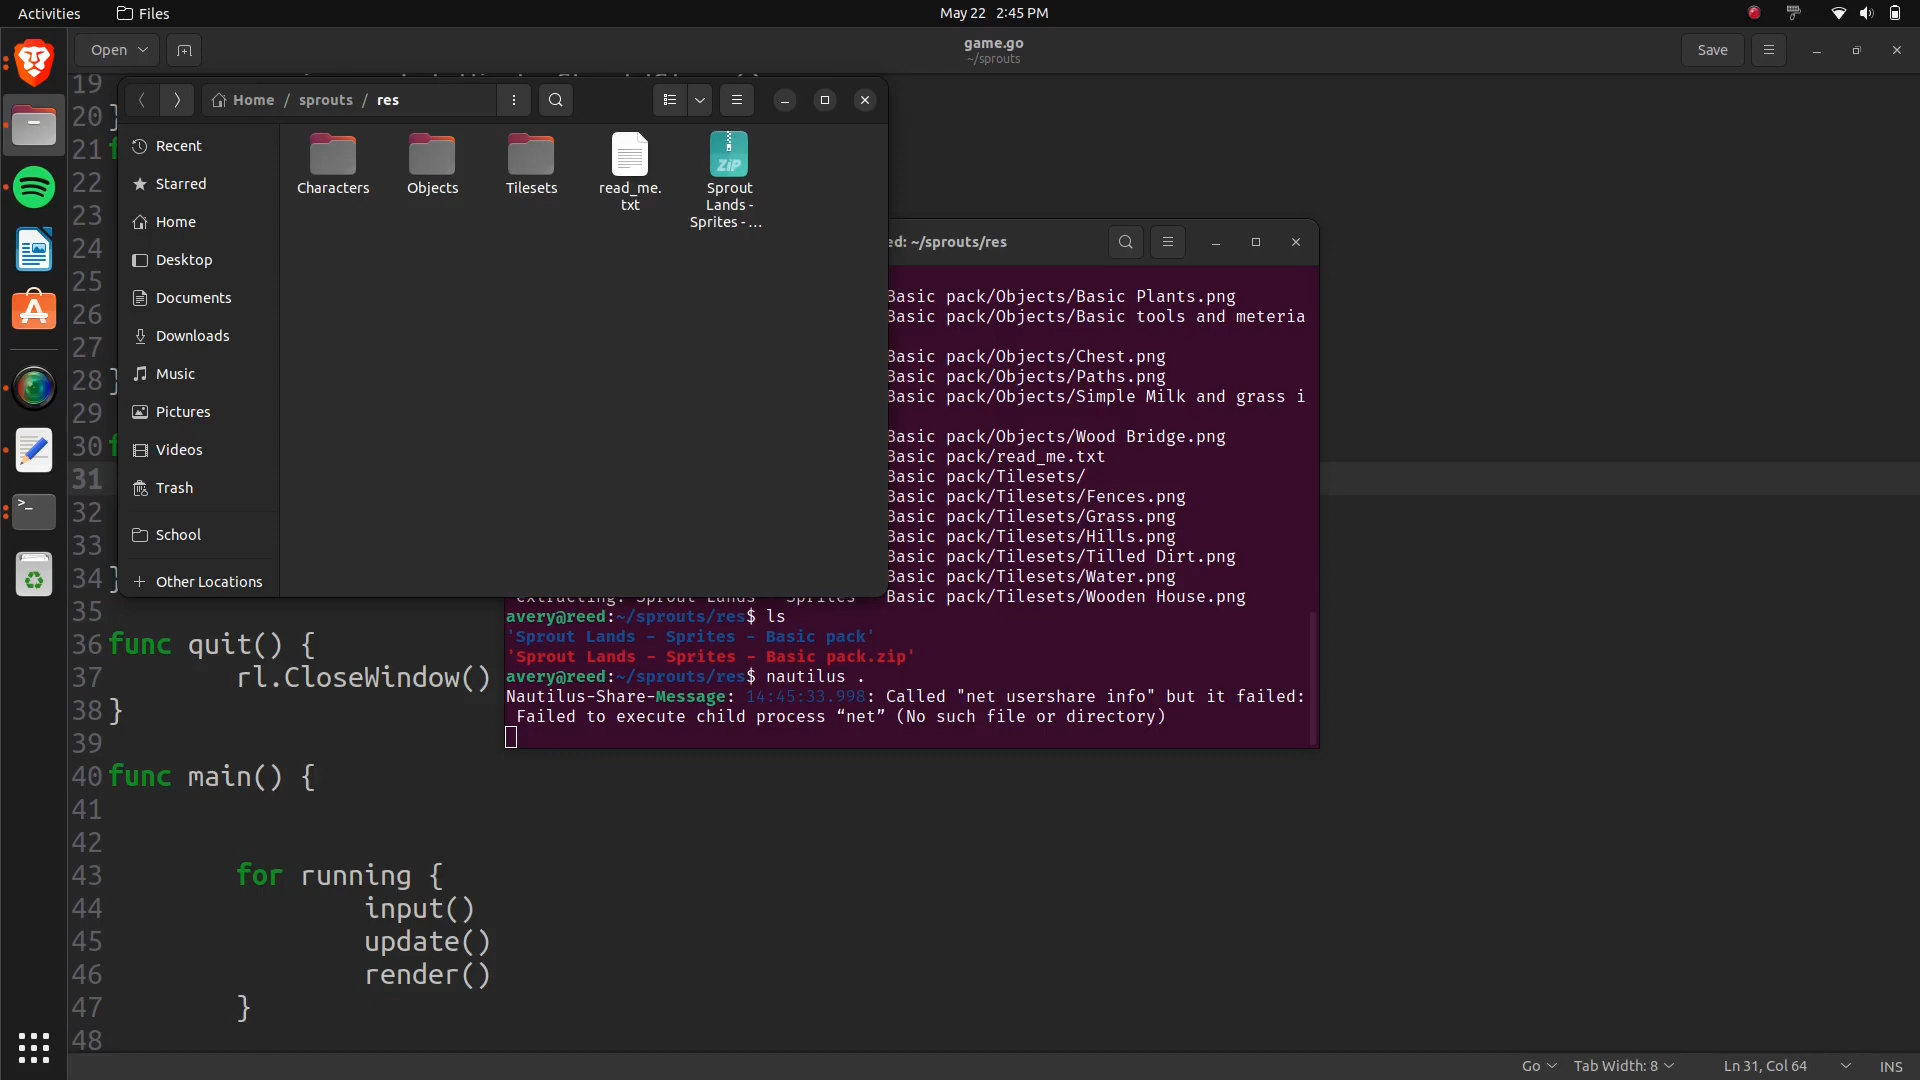 Activities
Files
May 22 2:45 PM
Open
game.go
~/sprouts
Save
Home / sprouts / res
Recent
Starred
Home
Desktop
Documents
Downloads
Music
Pictures
Videos
Trash
School
+ Other Locations
Characters
Objects
Tilesets
read_me.
txt
ZiP
Sprout
Lands -
Sprites - ...
ed: ~/sprouts/res
Basic pack/Objects/Basic Plants.png
Basic pack/Objects/Basic tools and meteria
Basic pack/Objects/Chest.png
Basic pack/Objects/Paths.png
Basic pack/Objects/Simple Milk and grass i
Basic pack/Objects/Wood Bridge.png
Basic pack/read_me.txt
Basic pack/Tilesets/
Basic pack/Tilesets/Fences.png
Basic pack/Tilesets/Grass.png
Basic pack/Tilesets/Hills.png
Basic pack/Tilesets/Tilled Dirt.png
Basic pack/Tilesets/Water.png
extracting: Sprout Lands - Sprites - Basic pack/Tilesets/Wooden House.png
avery@reed:~/sprouts/res$ ls
'Sprout Lands - Sprites - Basic pack'
'Sprout Lands - Sprites - Basic pack.zip'
avery@reed:~/sprouts/res$ nautilus .
Nautilus-Share-Message: 14:45:33.998: Called "net usershare info" but it failed:
Failed to execute child process “net” (No such file or directory)
19
20 }
21 f
22
23
24
25
26
27
28 }
29
30 f
31
32
33
34 }
35
36 func quit() {
37 rl.CloseWindow()
38 }
39
40 func main() {
41
42
43 for running {
44 input()
45 update()
46 render()
47 }
48
Go
Tab Width: 8
Ln 31, Col 64
INS